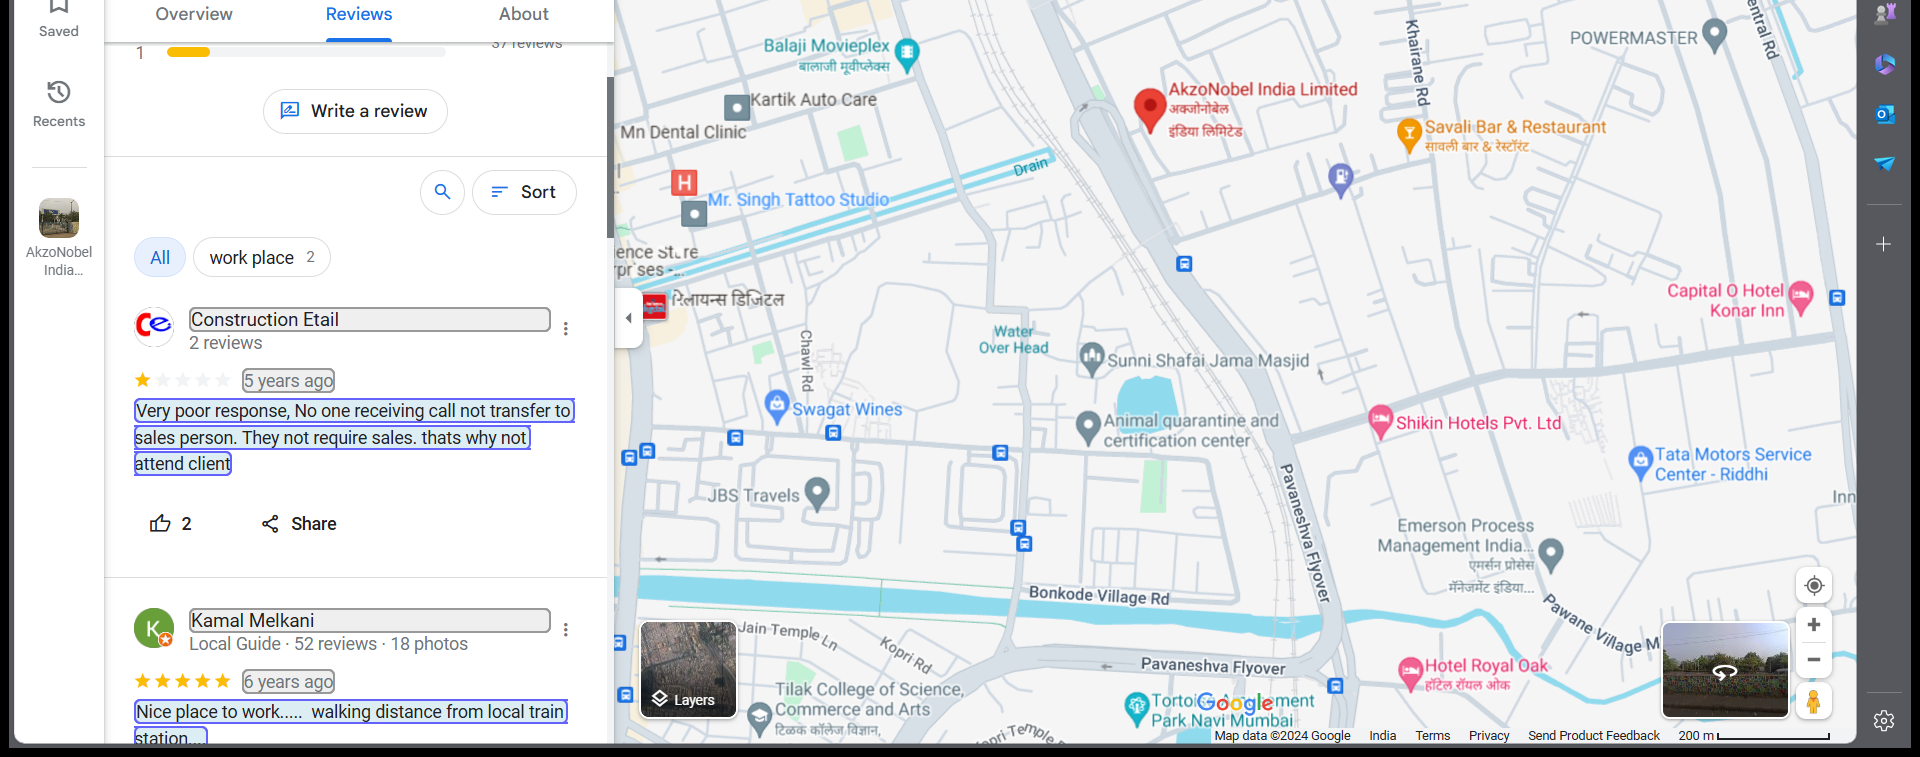 Saved
Recents
AkzoNobel
India...
Overview
Reviews
About
37 reviews
1
Write a review
Sort
All
work place 2
Construction Etail
2 reviews
5 years ago
Very poor response, No one receiving call not transfer to
sales person. They not require sales. thats why not
attend client
2
Share
K
Kamal Melkani
Local Guide · 52 reviews · 18 photos
6 years ago
Nice place to work..... walking distance from local train
station....
Balaji Movieplex
बालाजी मूवीप्लेक्स
Kartik Auto Care
Mn Dental Clinic
H
Mr. Singh Tattoo Studio
Drain
रिलायन्स डिजिटल
Chawl Rd
Water
Over Head
Swagat Wines
JBS Travels
AkzoNobel India Limited
अक्जोनोबेल
इंडिया लिमिटेड
Khairane Rd
POWERMASTER
entral Rd
Savali Bar & Restaurant
सावली बार & रेस्टॉरंट
Capital O Hotel
Konar Inn
Sunni Shafai Jama Masjid
Animal quarantine and
certification center
Shikin Hotels Pvt. Ltd
Tata Motors Service
Center - Riddhi
Inn
Pavaneshva Flyover
Emerson Process
Management India...
एमर्सन प्रोसेस
मॅनेजमेंट इंडिया...
Bonkode Village Rd
Pawane Village M
Jain Temple Ln
Kopri Rd
Pavaneshva Flyover
Hotel Royal Oak
हॉटेल रॉयल ओक
Layers
Tilak College of Science,
Commerce and Arts
टिळक कॉलेज विज्ञान,
opri Temple
Google
Park Navi Mumbai
Map data ©2024 Google India Terms Privacy Send Product Feedback 200 m